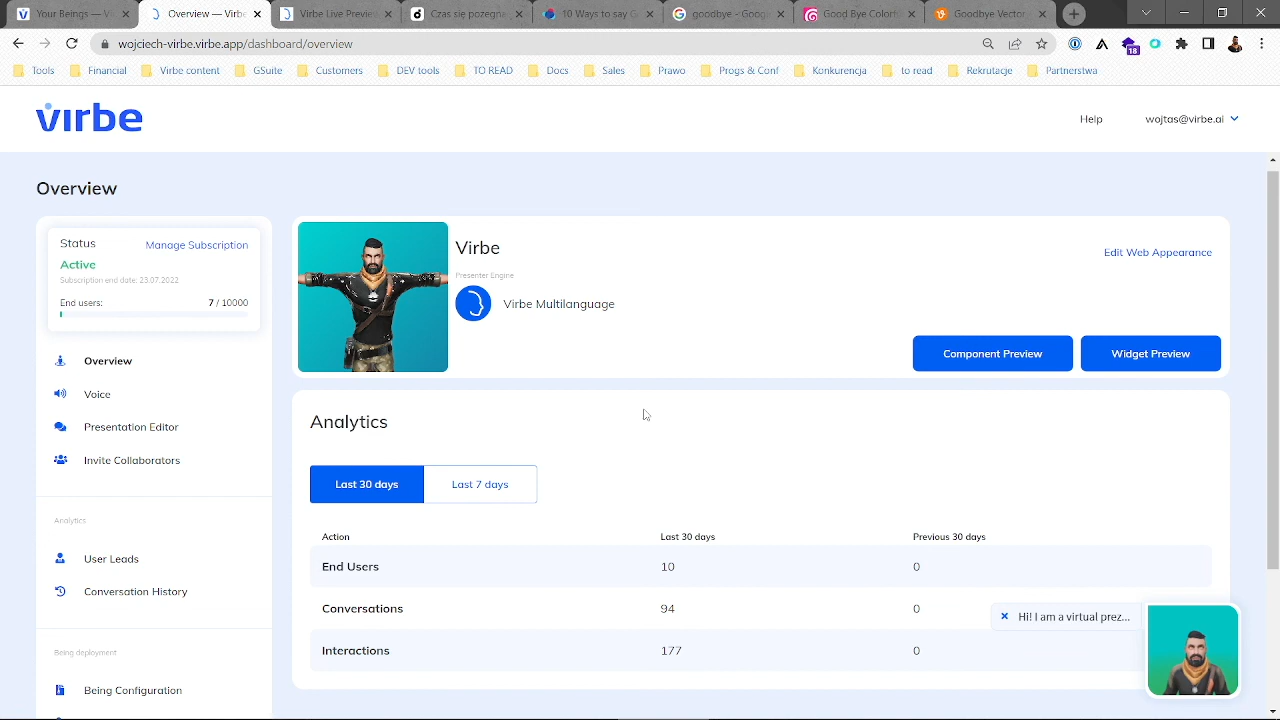 Your Beings – Vi
Overview — Virbe
Virbe Live Preview
Czas się pożegna
10 Ways to say G
goodbye - Google
Good Bye Colorfu
Goodbye Vector
wojciech-virbe.virbe.app/dashboard/overview
18
Tools
Financial
Virbe content
GSuite
Customers
DEV tools
TO READ
Docs
Sales
Prawo
Progs & Conf
Konkurencja
to read
Rekrutacje
Partnerstwa
virbe
Help
wojtas@virbe.ai
Overview
Status
Manage Subscription
Active
Subscription end date: 23.07.2022
End users:
7 / 10000
Overview
Voice
Presentation Editor
Invite Collaborators
Analytics
User Leads
Conversation History
Being deployment
Being Configuration
Virbe
Edit Web Appearance
Presenter Engine
Virbe Multilanguage
Component Preview
Widget Preview
Analytics
Last 30 days
Last 7 days
Action
Last 30 days
Previous 30 days
End Users
10
0
Conversations
94
0
Hi! I am a virtual prez...
Interactions
177
0